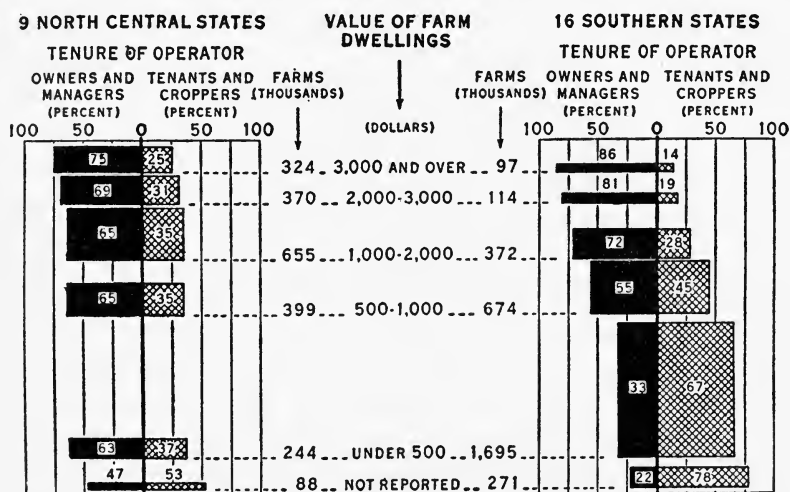 9 NORTH CENTRAL STATES
TENURE OF OPERATOR
OWNERS AND MANAGERS (PERCENT)
TENANTS AND CROPPERS (PERCENT)
FARMS (THOUSANDS)
VALUE OF FARM DWELLINGS
(DOLLARS)
16 SOUTHERN STATES
TENURE OF OPERATOR
FARMS (THOUSANDS)
OWNERS AND MANAGERS (PERCENT)
TENANTS AND CROPPERS (PERCENT)
100 50 0 50 100
100 50 0 50 100
75 25 324 3,000 AND OVER 97 86 14
69 31 370 2,000-3,000 114 81 19
65 35 655 1,000-2,000 372 72 28
65 35 399 500-1,000 674 55 45
33 67
63 37 244 UNDER 500 1,695
47 53 88 NOT REPORTED 271 22 78